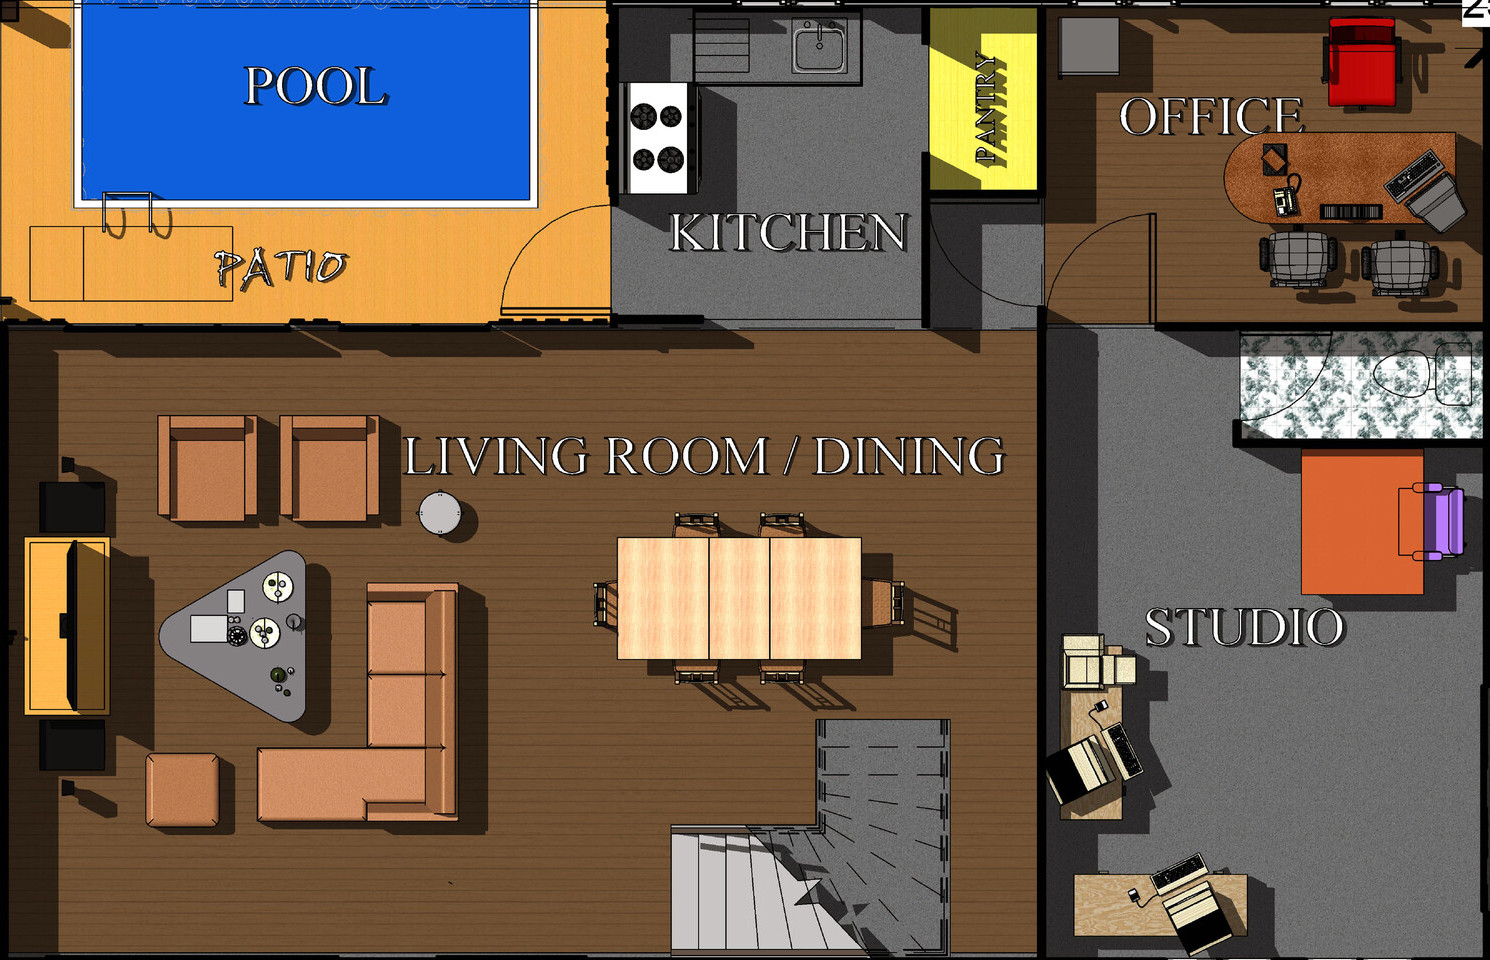 POOL
PATIO
KITCHEN
PANTRY
OFFICE
LIVING ROOM / DINING
STUDIO